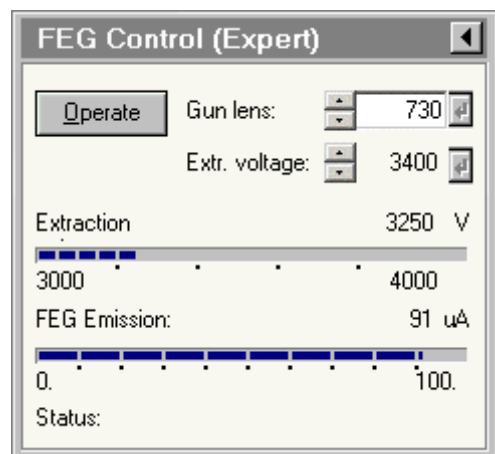 FEG Control (Expert)
Operate Gun lens: 730
Extr. voltage: 3400
Extraction 3250 V
3000 4000
FEG Emission: 91 uA
0. 100.
Status: